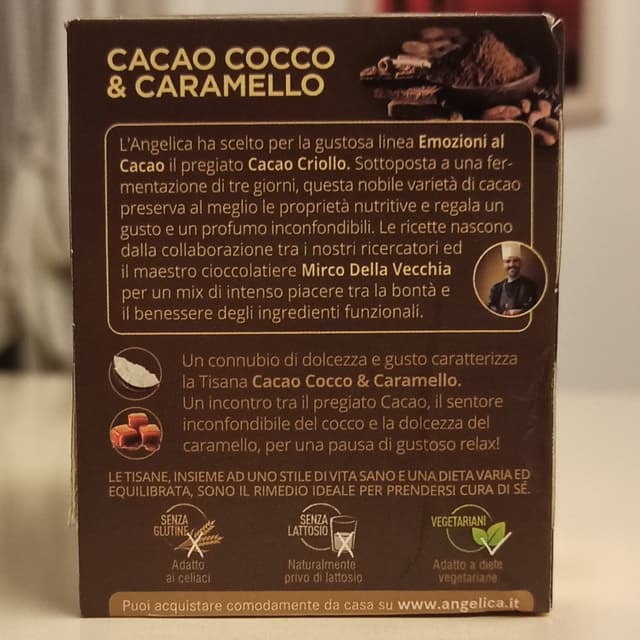 CACAO COCCO
& CARAMELLO
L'Angelica ha scelto per la gustosa linea Emozioni al
Cacao il pregiato Cacao Criollo. Sottoposta a una fer-
mentazione di tre giorni, questa nobile varietà di cacao
preserva al meglio le proprietà nutritive e regala un
gusto e un profumo inconfondibili. Le ricette nascono
dalla collaborazione tra i nostri ricercatori ed
il maestro cioccolatiere Mirco Della Vecchia
per un mix di intenso piacere tra la bontà e
il benessere degli ingredienti funzionali.
Un connubio di dolcezza e gusto caratterizza
la Tisana Cacao Cocco & Caramello.
Un incontro tra il pregiato Cacao, il sentore
inconfondibile del cocco e la dolcezza del
caramello, per una pausa di gustoso relax!
LE TISANE, INSIEME AD UNO STILE DI VITA SANO E UNA DIETA VARIA ED
EQUILIBRATA, SONO IL RIMEDIO IDEALE PER PRENDERSI CURA DI SÉ.
SENZA
GLUTINE
Adatto
ai celiaci
SENZA
LATTOSIO
Naturalmente
privo di lattosio
VEGETARIANI
Adatto a diete
vegetariane
Puoi acquistare comodamente da casa su www.angelica.it